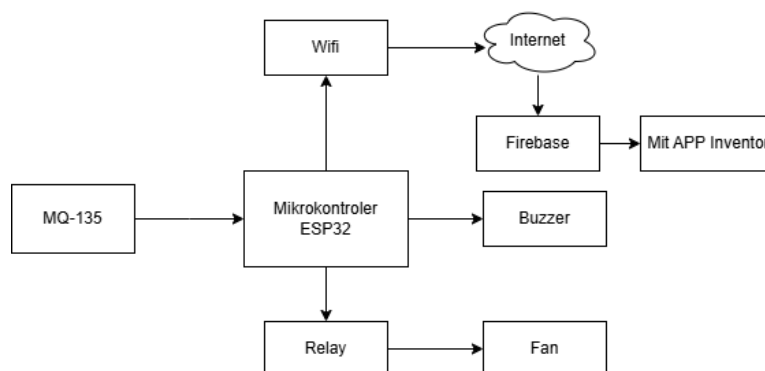 Wifi
Internet
Firebase
Mit APP Inventor
MQ-135
Mikrokontroler
ESP32
Buzzer
Relay
Fan